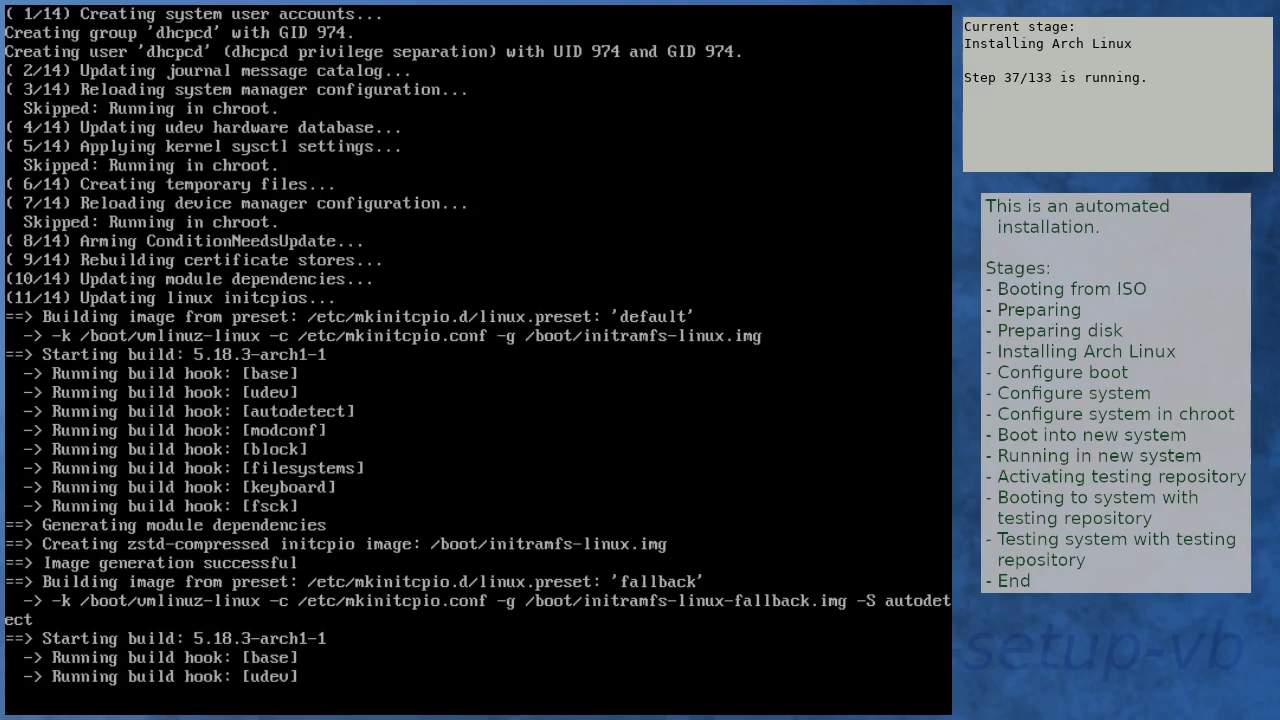 ( 1/14) Creating system user accounts...
Creating group 'dhcpcd' with GID 974.
Creating user 'dhcpcd' (dhcpcd privilege separation) with UID 974 and GID 974.
( 2/14) Updating journal message catalog...
( 3/14) Reloading system manager configuration...
  Skipped: Running in chroot.
( 4/14) Updating udev hardware database...
( 5/14) Applying kernel sysctl settings...
  Skipped: Running in chroot.
( 6/14) Creating temporary files...
( 7/14) Reloading device manager configuration...
  Skipped: Running in chroot.
( 8/14) Arming ConditionNeedsUpdate...
( 9/14) Rebuilding certificate stores...
(10/14) Updating module dependencies...
(11/14) Updating linux initcpios...
==> Building image from preset: /etc/mkinitcpio.d/linux.preset: 'default'
  -> -k /boot/vmlinuz-linux -c /etc/mkinitcpio.conf -g /boot/initramfs-linux.img
==> Starting build: 5.18.3-arch1-1
  -> Running build hook: [base]
  -> Running build hook: [udev]
  -> Running build hook: [autodetect]
  -> Running build hook: [modconf]
  -> Running build hook: [block]
  -> Running build hook: [filesystems]
  -> Running build hook: [keyboard]
  -> Running build hook: [fsck]
==> Generating module dependencies
==> Creating zstd-compressed initcpio image: /boot/initramfs-linux.img
==> Image generation successful
==> Building image from preset: /etc/mkinitcpio.d/linux.preset: 'fallback'
  -> -k /boot/vmlinuz-linux -c /etc/mkinitcpio.conf -g /boot/initramfs-linux-fallback.img -S autodet
ect
==> Starting build: 5.18.3-arch1-1
  -> Running build hook: [base]
  -> Running build hook: [udev]
Current stage:
Installing Arch Linux
Step 37/133 is running.
This is an automated
installation.
Stages:
- Booting from ISO
- Preparing
- Preparing disk
- Installing Arch Linux
- Configure boot
- Configure system
- Configure system in chroot
- Boot into new system
- Running in new system
- Activating testing repository
- Booting to system with
testing repository
- Testing system with testing
repository
- End
-setup-vb